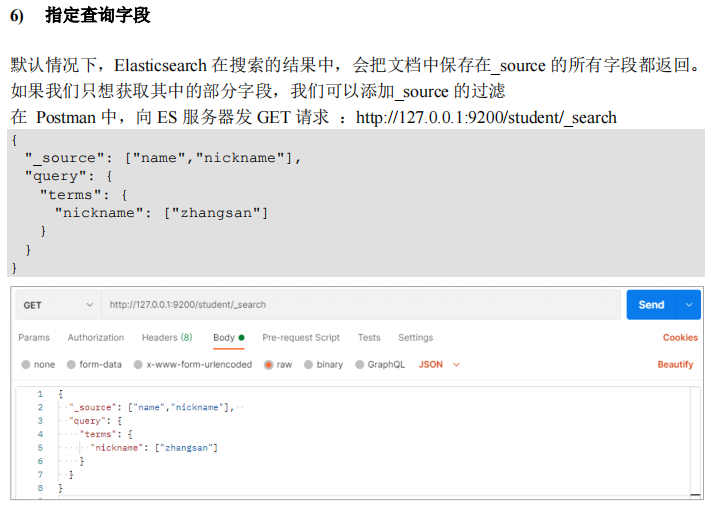 6) 指定查询字段
默认情况下，Elasticsearch 在搜索的结果中，会把文档中保存在_source 的所有字段都返回。
如果我们只想获取其中的部分字段，我们可以添加_source 的过滤
在 Postman 中，向 ES 服务器发 GET 请求 ：http://127.0.0.1:9200/student/_search
{
  "_source": ["name","nickname"],
  "query": {
    "terms": {
      "nickname": ["zhangsan"]
    }
  }
}
GET http://127.0.0.1:9200/student/_search Send
Params Authorization Headers (8) Body Pre-request Script Tests Settings Cookies
none form-data x-www-form-urlencoded raw binary GraphQL JSON Beautify
1 {
2 "_source": ["name","nickname"],
3 "query": {
4 "terms": {
5 "nickname": ["zhangsan"]
6 }
7 }
8 }